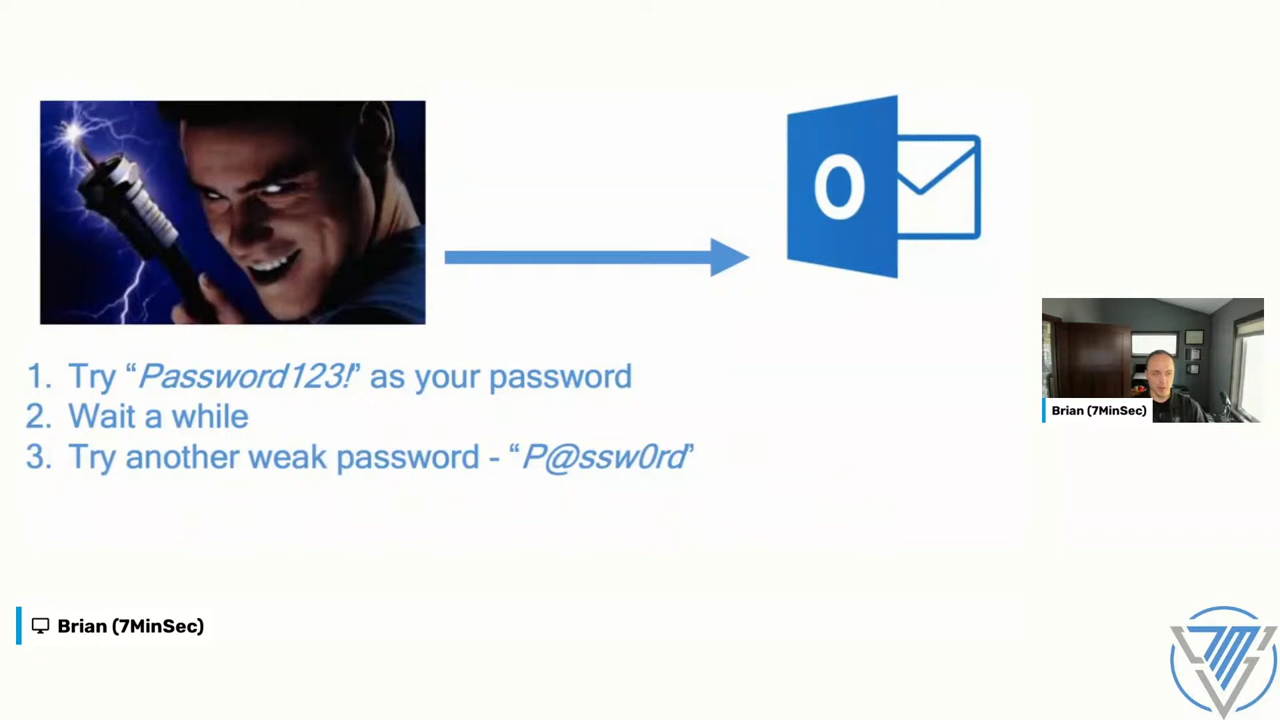 O
1. Try “Password123!” as your password
2. Wait a while
3. Try another weak password - “P@ssw0rd”
Brian (7MinSec)
Brian (7MinSec)
7MS